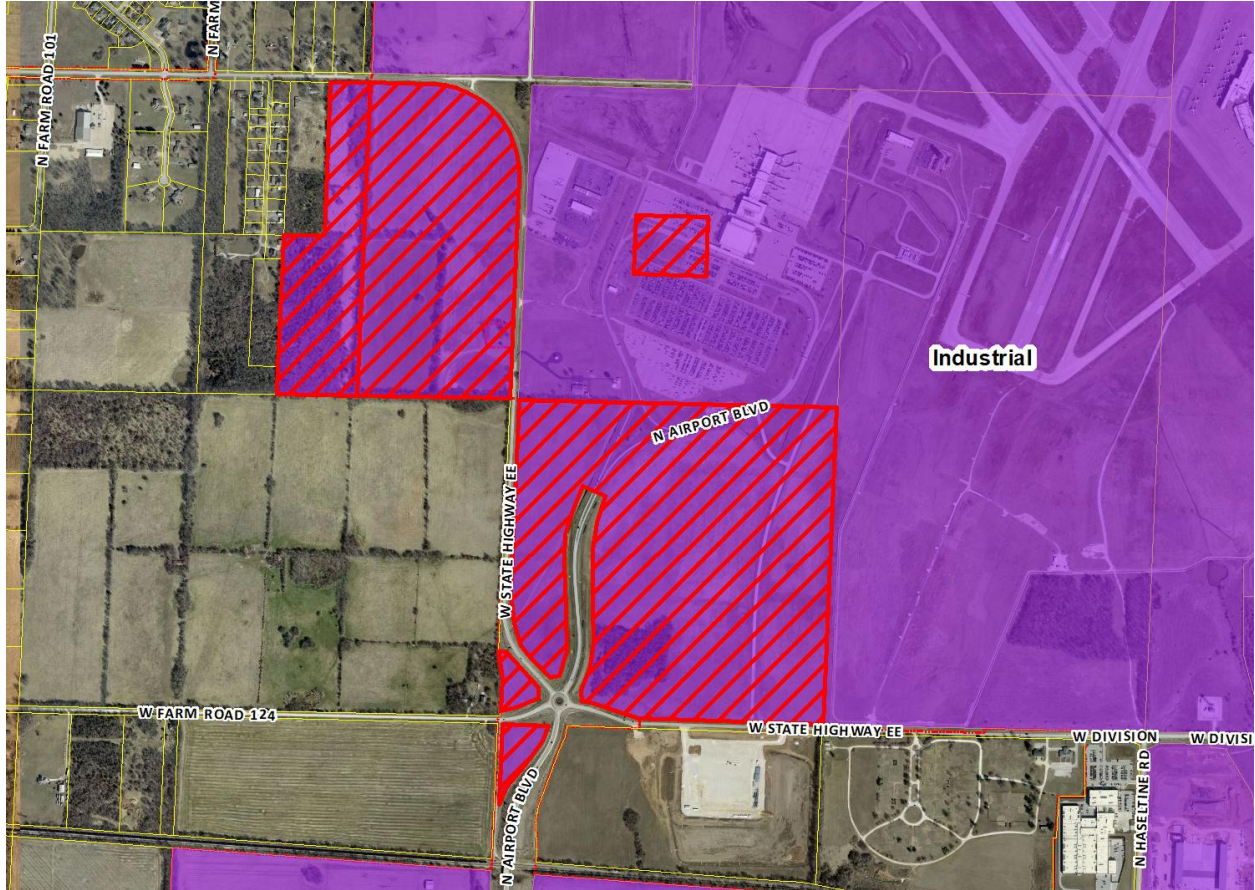 N FARM
N FARM ROAD 101
Industrial
N AIRPORT BLVD
W STATE HIGHWAY EE
W FARM ROAD 124
W STATE HIGHWAY EE
W DIVISION
W DIVISI
N AIRPORT BLVD
N HASELTINE RD